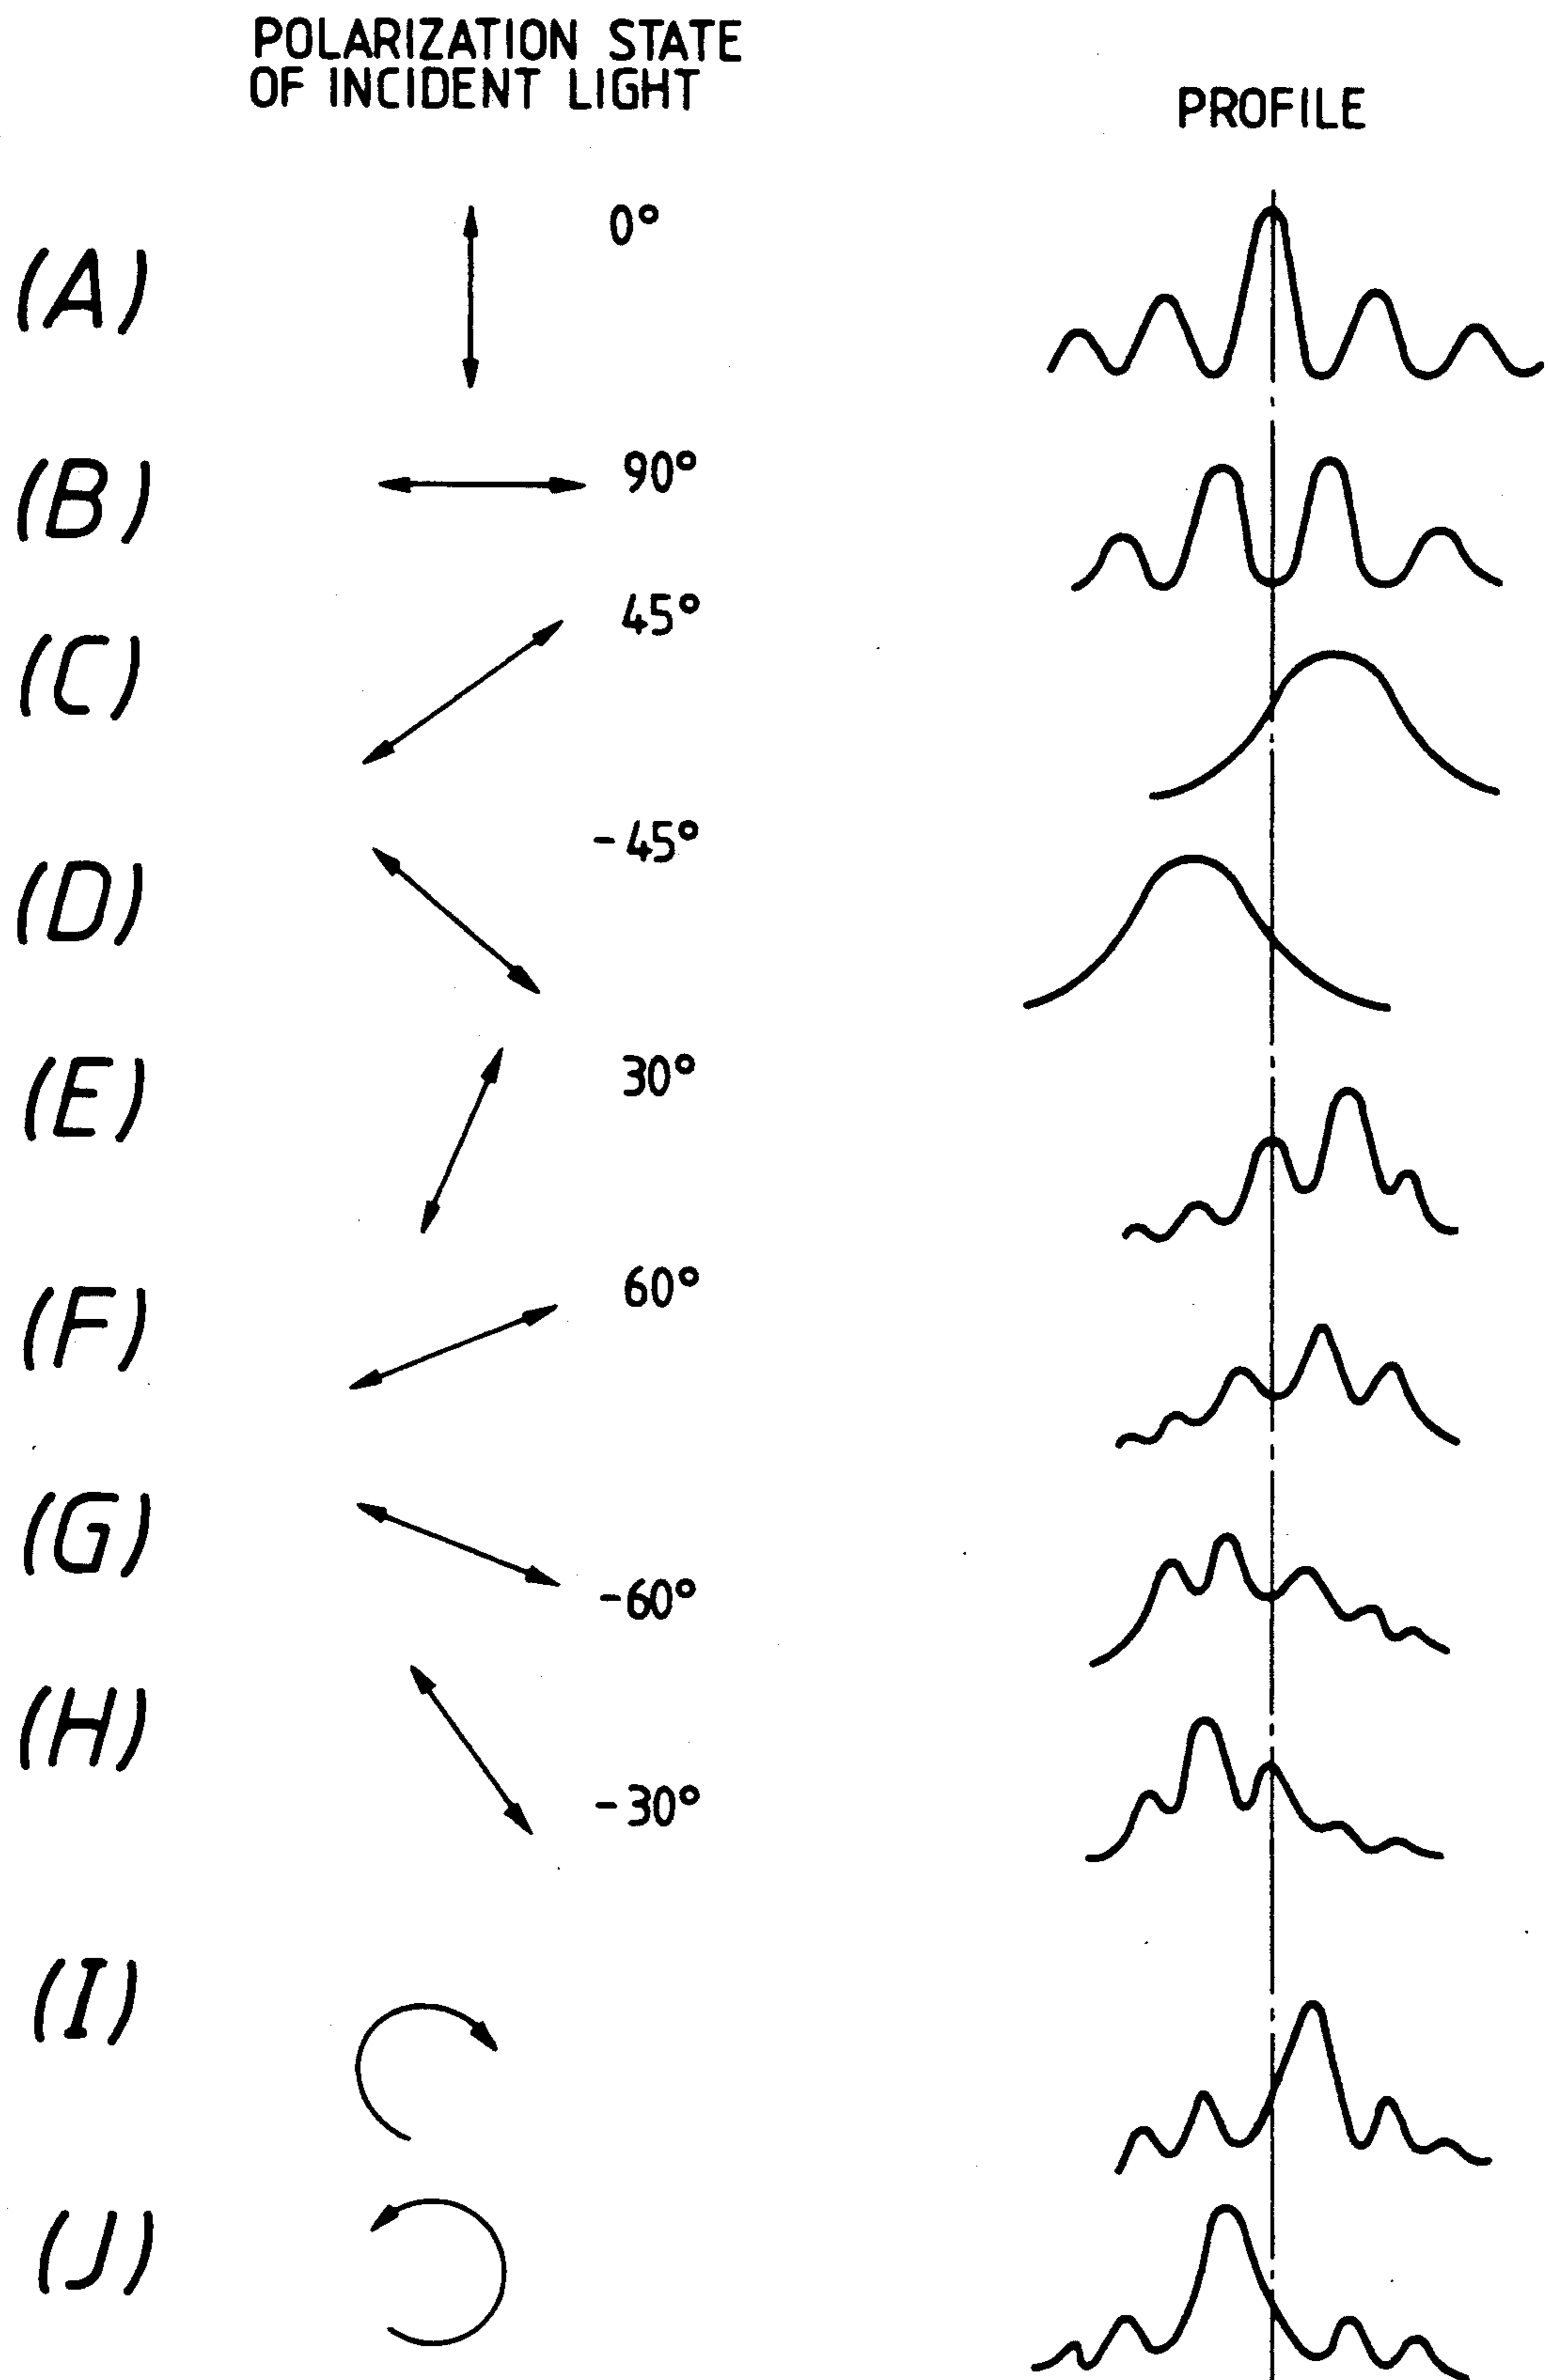 POLARIZATION STATE
OF INCIDENT LIGHT
PROFILE
(A) 0°
(B) 90°
(C) 45°
(D) -45°
(E) 30°
(F) 60°
(G) -60°
(H) -30°
(I)
(J)